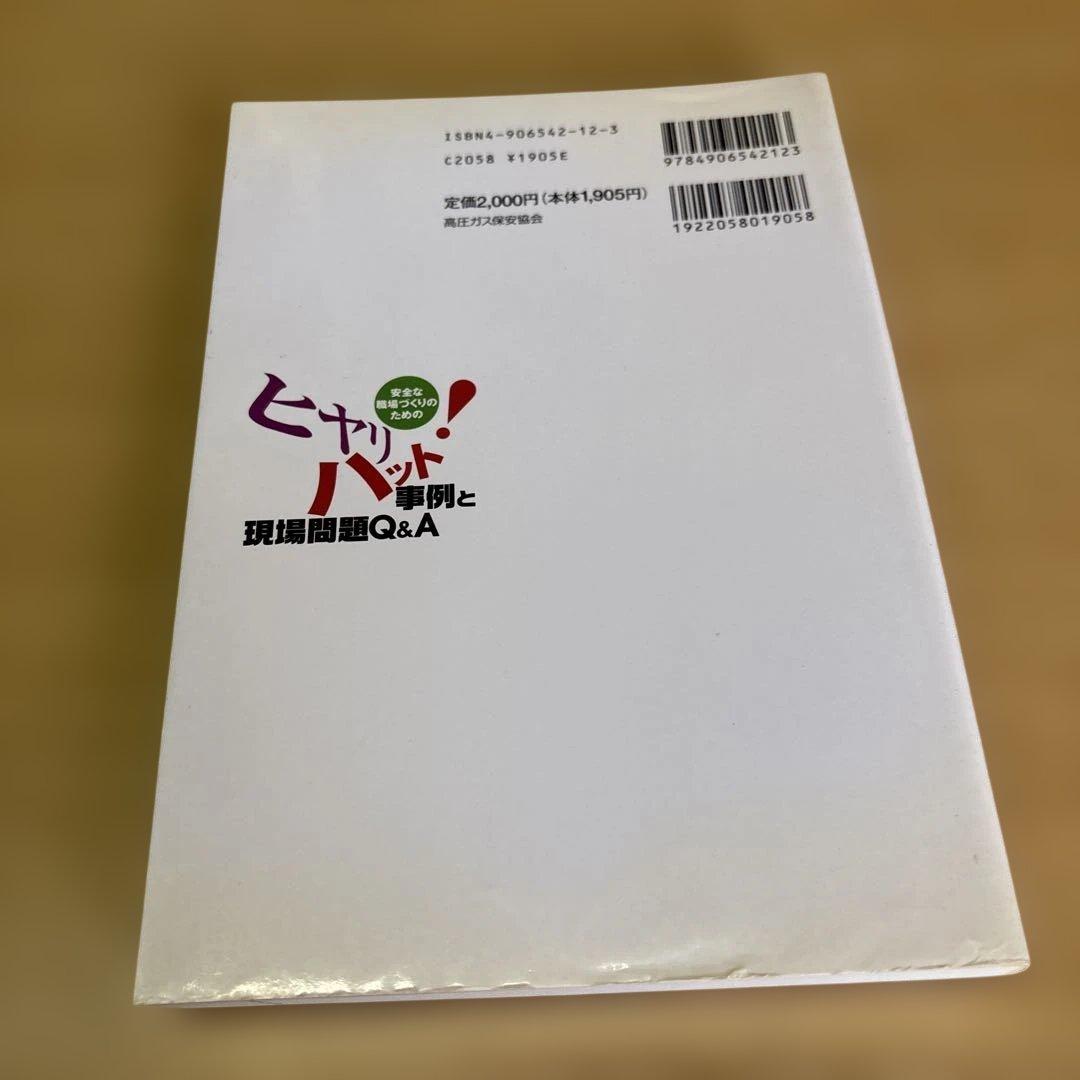 ISBN4-906542-12-3
C2058 ¥1905E
定価2,000円(本体1,905円)
高圧ガス保安協会
9784906542123
1922058019058
安全な
職場づくりの
ための
ヒヤリ
ハット!
事例と
現場問題Q&A